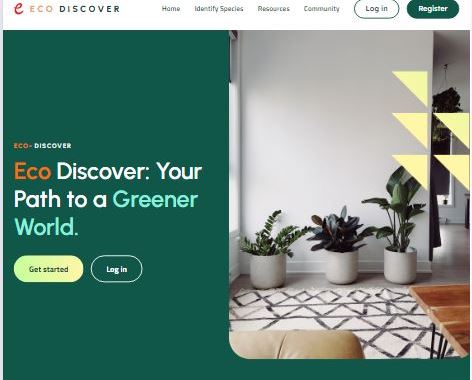 e ECO DISCOVER Home Identify Species Resources Community Log in Register
ECO- DISCOVER
Eco Discover: Your
Path to a Greener
World.
Get started Log in